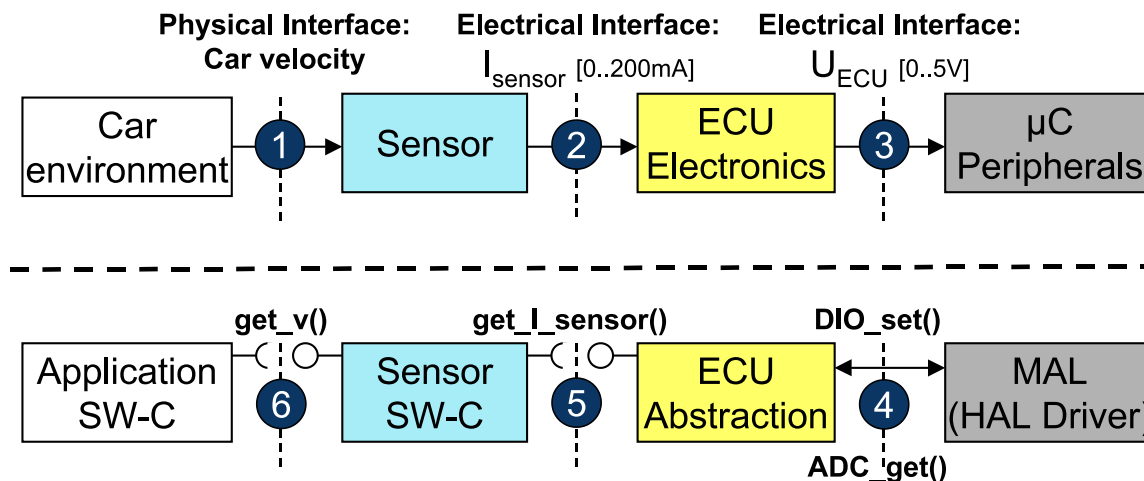 Physical Interface:
Car velocity
Electrical Interface:
I_sensor [0..200mA]
Electrical Interface:
U_ECU [0..5V]
Car
environment
1
Sensor
2
ECU
Electronics
3
µC
Peripherals
get_v()
get_I_sensor()
DIO_set()
Application
SW-C
6
Sensor
SW-C
5
ECU
Abstraction
4
MAL
(HAL Driver)
ADC_get()